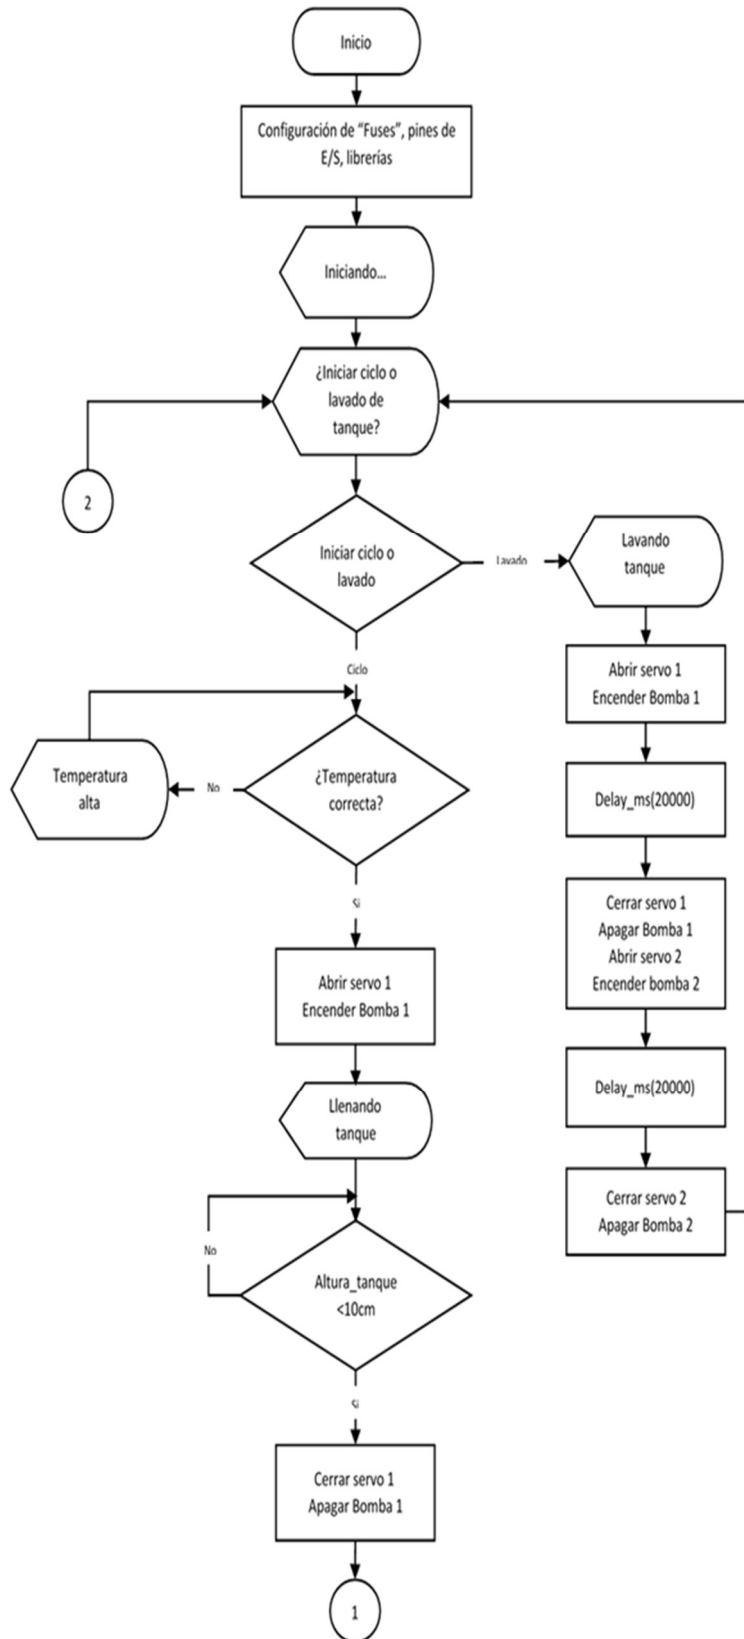 Inicio
Configuración de “Fuses”, pines de
E/S, librerías
Iniciando...
¿Iniciar ciclo o
lavado de
tanque?
2
Iniciar ciclo o
lavado
Lavado
Lavando
tanque
Abrir servo 1
Encender Bomba 1
Delay_ms(20000)
Cerrar servo 1
Apagar Bomba 1
Abrir servo 2
Encender bomba 2
Delay_ms(20000)
Cerrar servo 2
Apagar Bomba 2
Ciclo
¿Temperatura
correcta?
No
Temperatura
alta
Si
Abrir servo 1
Encender Bomba 1
Llenando
tanque
Altura_tanque
<10cm
No
Si
Cerrar servo 1
Apagar Bomba 1
1